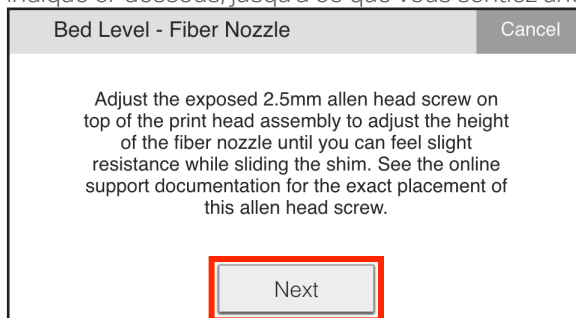 Bed Level - Fiber Nozzle
Cancel
Adjust the exposed 2.5mm allen head screw on
top of the print head assembly to adjust the height
of the fiber nozzle until you can feel slight
resistance while sliding the shim. See the online
support documentation for the exact placement of
this allen head screw.
Next